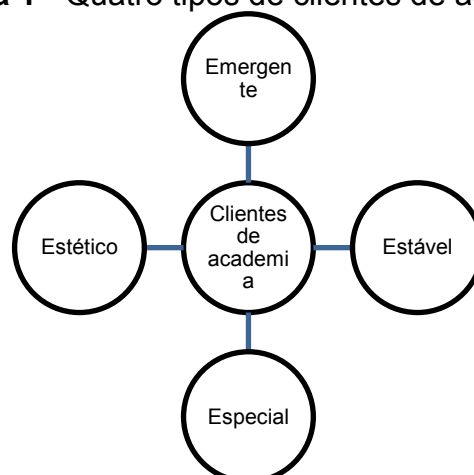 Quatro tipos de clientes de a
Emergen
te
Estético
Clientes
de
academi
a
Estável
Especial